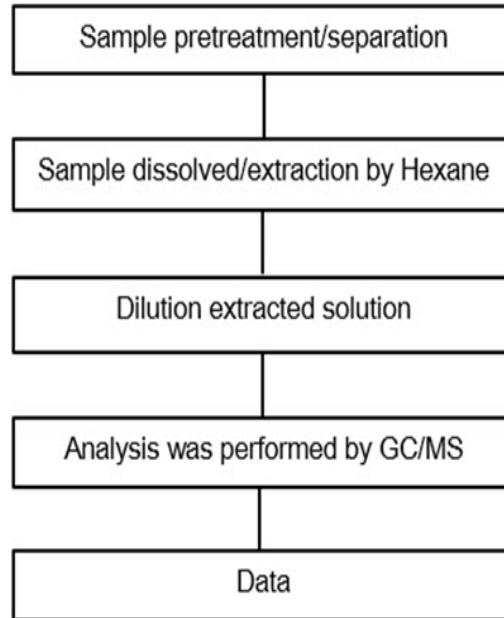 Sample pretreatment/separation
Sample dissolved/extraction by Hexane
Dilution extracted solution
Analysis was performed by GC/MS
Data